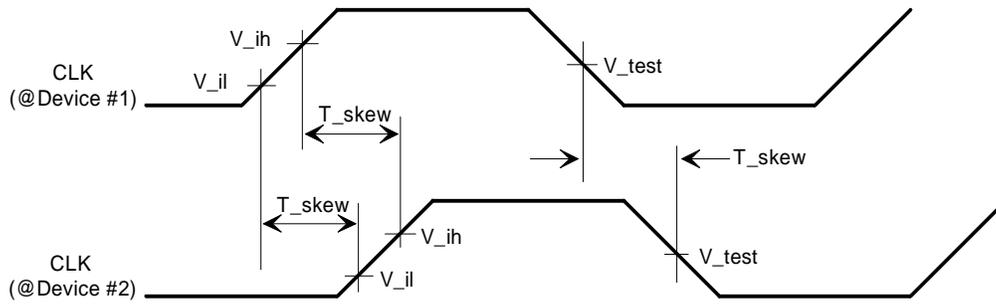 V_ih
V_test
CLK
(@Device #1)
V_il
T_skew
T_skew
T_skew
V_ih
V_test
CLK
(@Device #2)
V_il